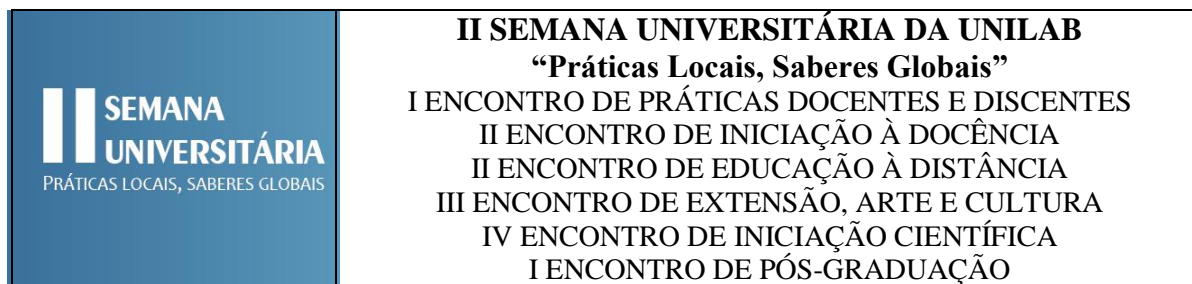 II SEMANA
UNIVERSITÁRIA
PRÁTICAS LOCAIS, SABERES GLOBAIS
II SEMANA UNIVERSITÁRIA DA UNILAB
“Práticas Locais, Saberes Globais”
I ENCONTRO DE PRÁTICAS DOCENTES E DISCENTES
II ENCONTRO DE INICIAÇÃO À DOCÊNCIA
II ENCONTRO DE EDUCAÇÃO À DISTÂNCIA
III ENCONTRO DE EXTENSÃO, ARTE E CULTURA
IV ENCONTRO DE INICIAÇÃO CIENTÍFICA
I ENCONTRO DE PÓS-GRADUAÇÃO